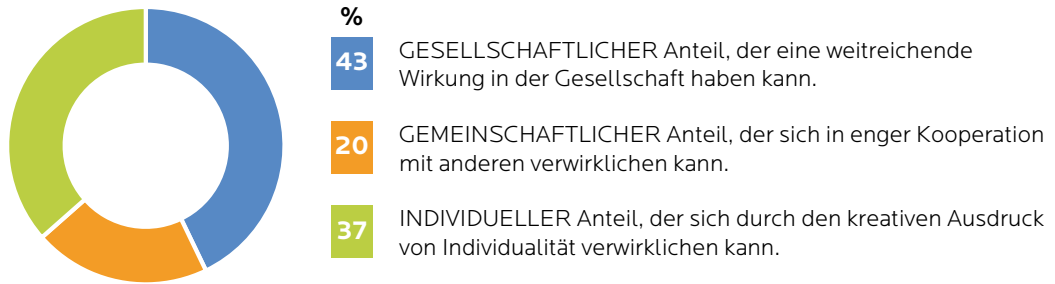 %
43 GESELLSCHAFTLICHER Anteil, der eine weitreichende
Wirkung in der Gesellschaft haben kann.
20 GEMEINSCHAFTLICHER Anteil, der sich in enger Kooperation
mit anderen verwirklichen kann.
37 INDIVIDUELLER Anteil, der sich durch den kreativen Ausdruck
von Individualität verwirklichen kann.